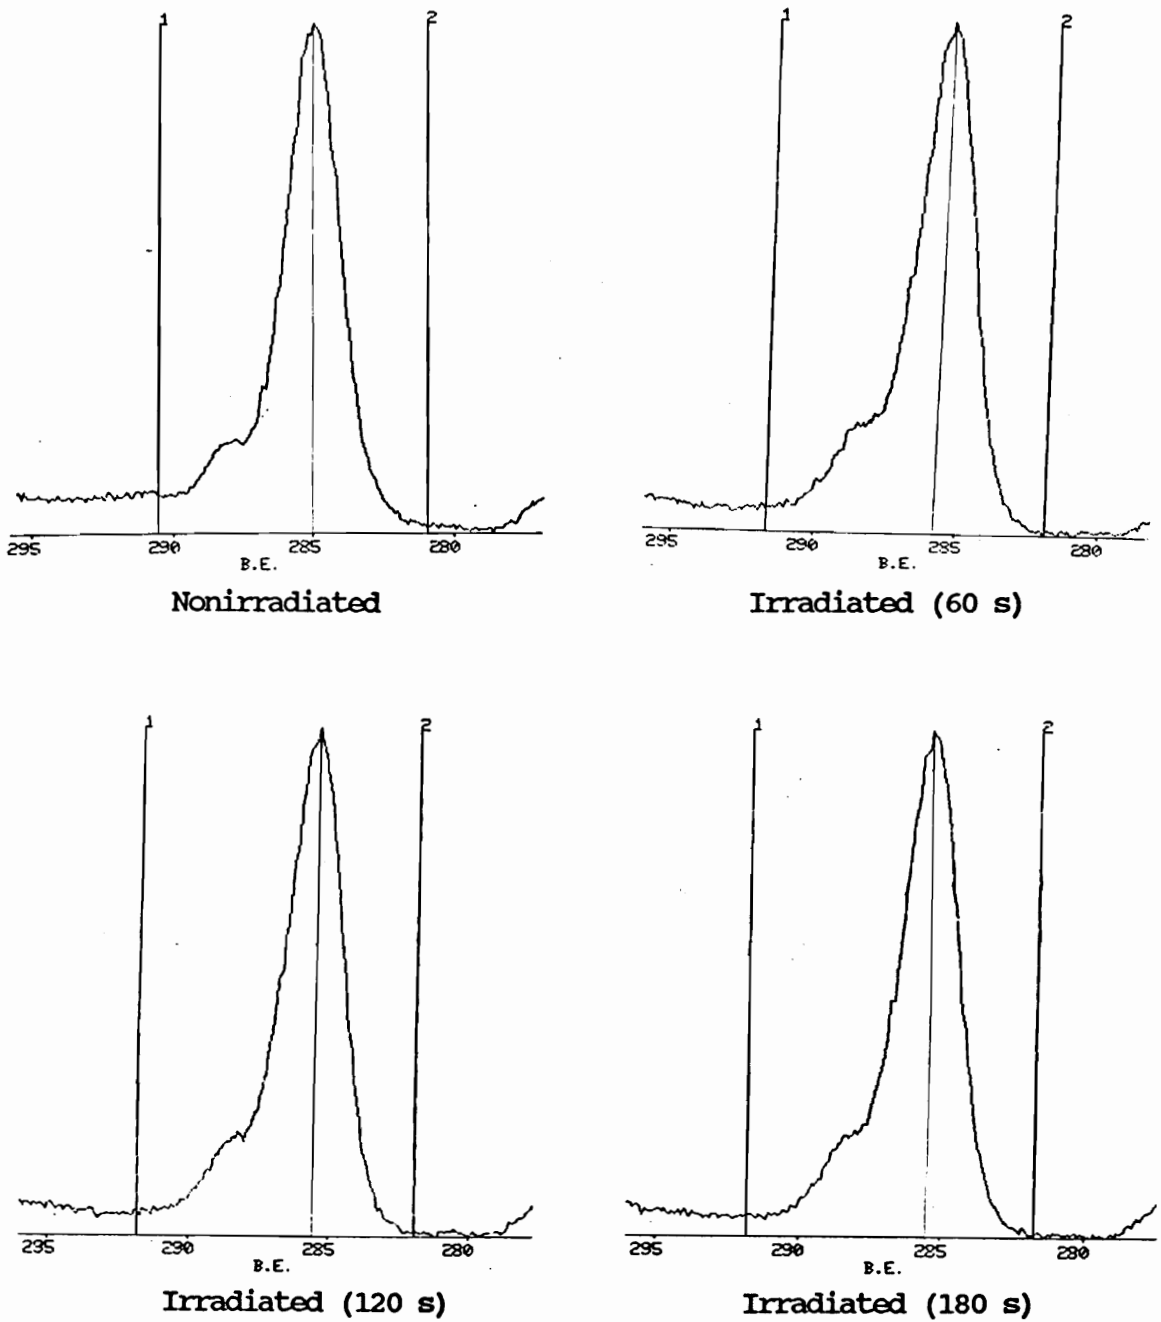 1 2
295 290 285 280
B.E.
Nonirradiated
1 2
295 290 285 280
B.E.
Irradiated (60 s)
1 2
295 290 285 280
B.E.
Irradiated (120 s)
1 2
295 290 285 280
B.E.
Irradiated (180 s)